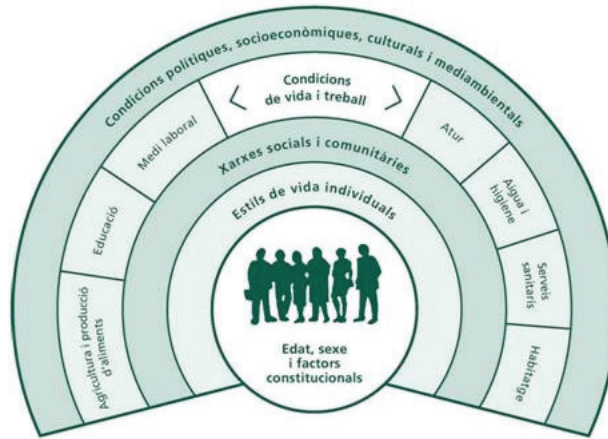 Condicions polítiques, socioeconòmiques, culturals i mediambientals
Condicions
de vida i treball
Agricultura i producció
d'aliments
Educació
Medi laboral
Atur
Aigua i
higiene
Serveis
sanitaris
Habitatge
Xarxes socials i comunitàries
Estils de vida individuals
Edat, sexe
i factors
constitucionals